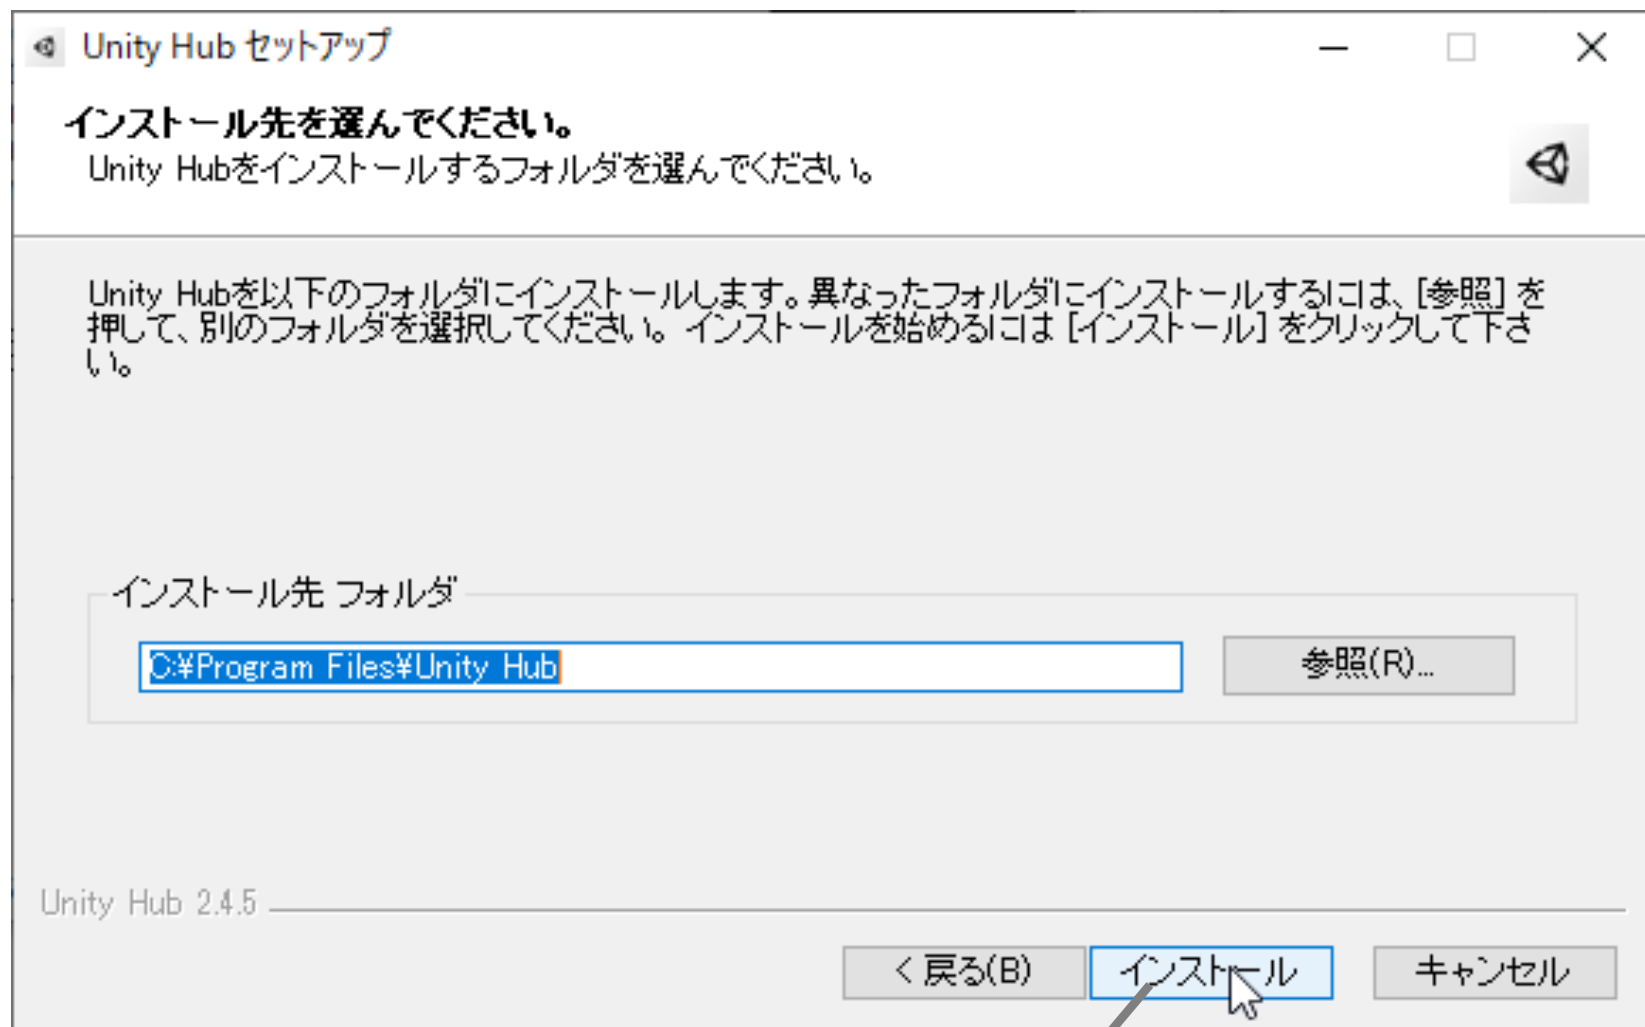 Unity Hub セットアップ
インストール先を選んでください。
Unity Hubをインストールするフォルダを選んでください。
Unity Hubを以下のフォルダにインストールします。異なったフォルダにインストールするには、[参照] を
押して、別のフォルダを選択してください。 インストールを始めるには [インストール] をクリックして下さ
い。
インストール先 フォルダ
C:¥Program Files¥Unity Hub
参照(R)...
Unity Hub 2.4.5
< 戻る(B)
インストール
キャンセル